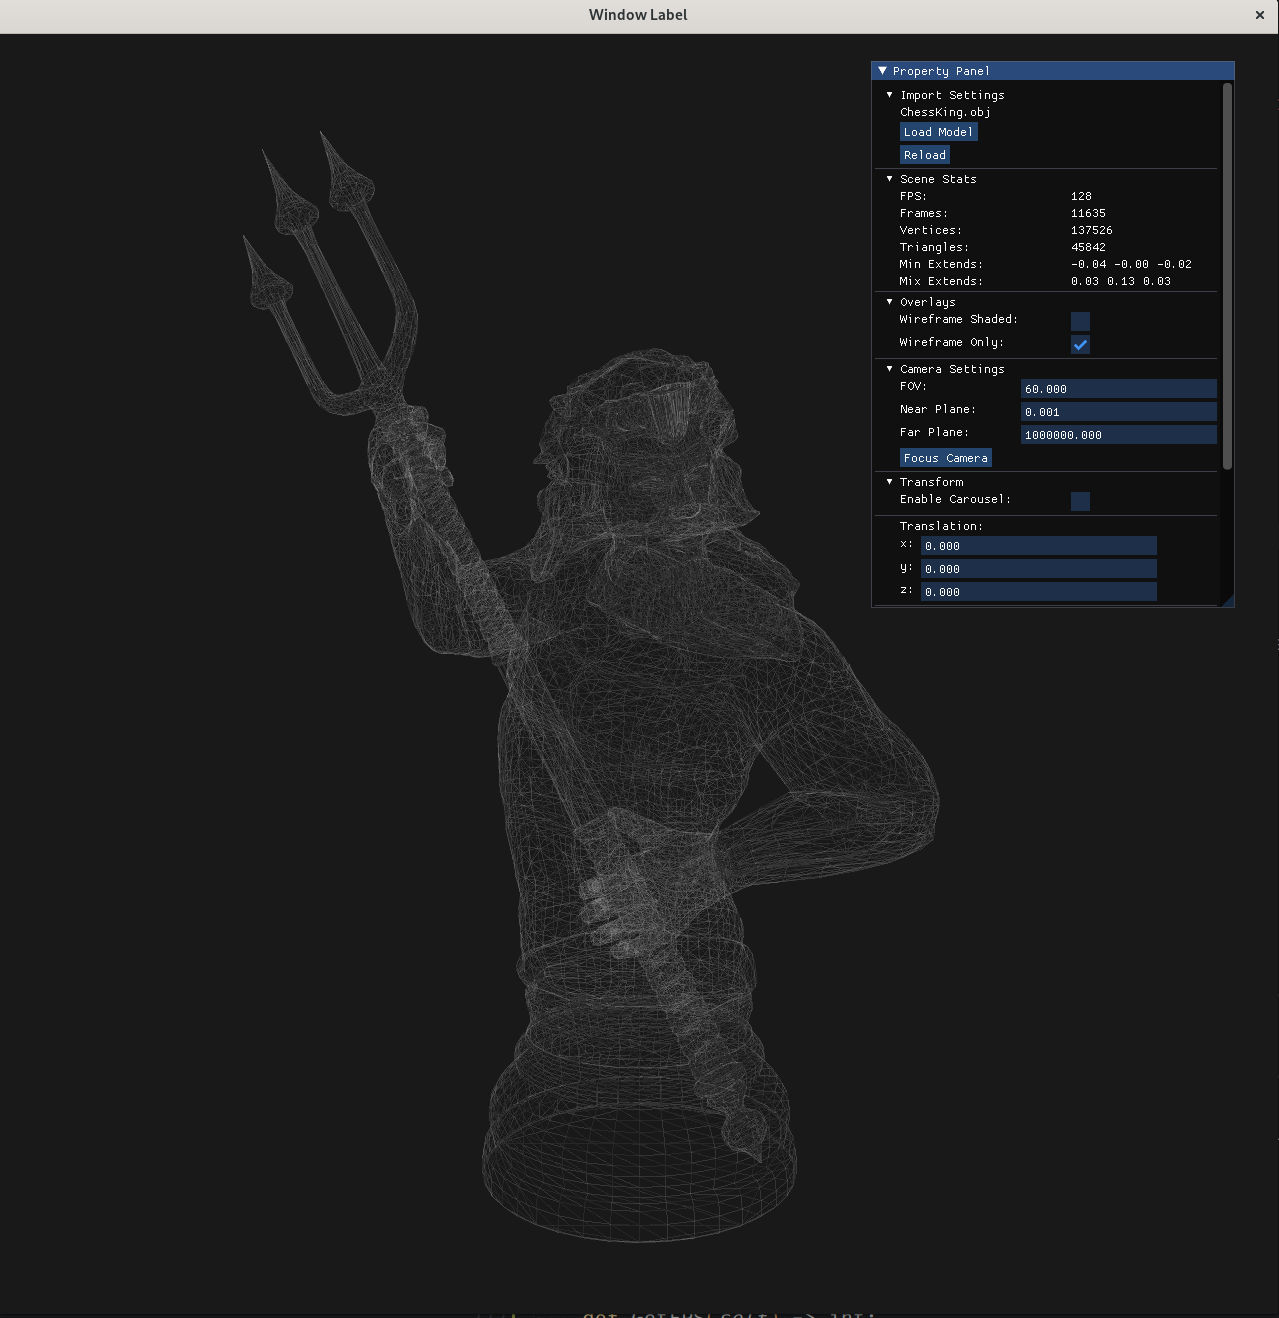 Window Label
Property Panel
Import Settings
ChessKing.obj
Load Model
Reload
Scene Stats
FPS: 128
Frames: 11635
Vertices: 137526
Triangles: 45842
Min Extends: -0.04 -0.00 -0.02
Mix Extends: 0.03 0.13 0.03
Overlays
Wireframe Shaded:
Wireframe Only:
Camera Settings
FOV: 60.000
Near Plane: 0.001
Far Plane: 1000000.000
Focus Camera
Transform
Enable Carousel:
Translation:
x: 0.000
y: 0.000
z: 0.000